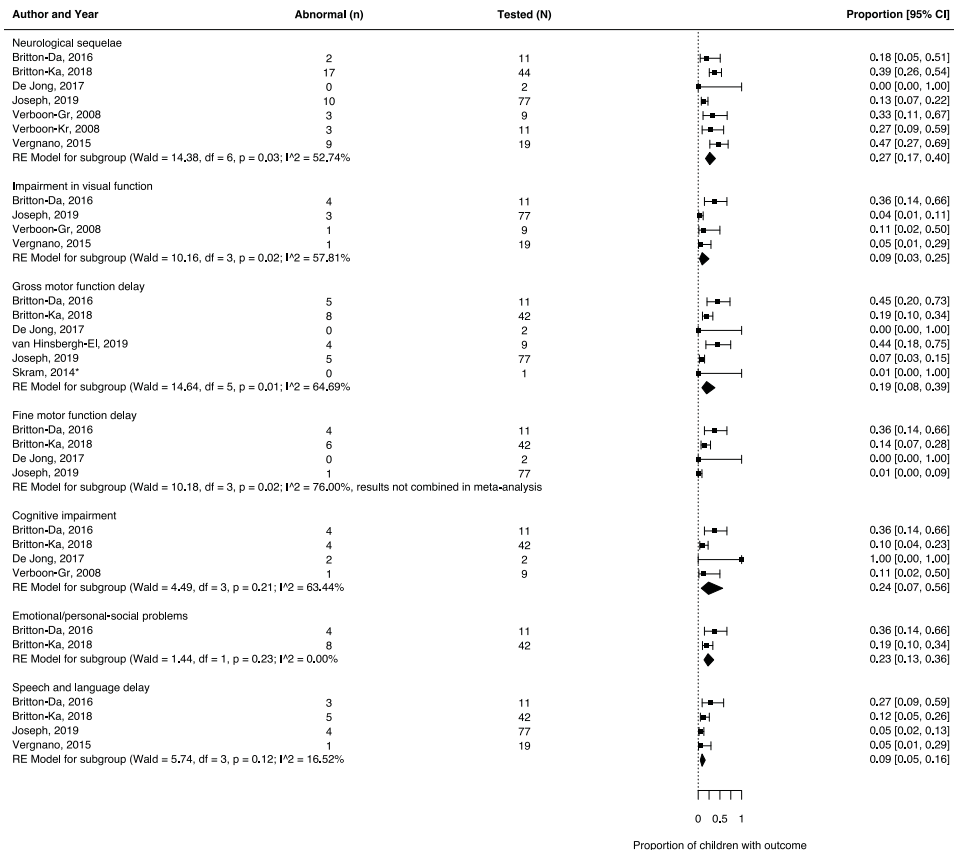 Author and Year Abnormal (n) Tested (N) Proportion [95% CI]
Neurological sequelae
Britton-Da, 2016 2 11 0.18 [0.05, 0.51]
Britton-Ka, 2018 17 44 0.39 [0.26, 0.54]
De Jong, 2017 0 2 0.00 [0.00, 1.00]
Joseph, 2019 10 77 0.13 [0.07, 0.22]
Verboon-Gr, 2008 3 9 0.33 [0.11, 0.67]
Verboon-Kr, 2008 3 11 0.27 [0.09, 0.59]
Vergnano, 2015 9 19 0.47 [0.27, 0.69]
RE Model for subgroup (Wald = 14.38, df = 6, p = 0.03; I^2 = 52.74% 0.27 [0.17, 0.40]
Impairment in visual function
Britton-Da, 2016 4 11 0.36 [0.14, 0.66]
Joseph, 2019 3 77 0.04 [0.01, 0.11]
Verboon-Gr, 2008 1 9 0.11 [0.02, 0.50]
Vergnano, 2015 1 19 0.05 [0.01, 0.29]
RE Model for subgroup (Wald = 10.16, df = 3, p = 0.02; I^2 = 57.81% 0.09 [0.03, 0.25]
Gross motor function delay
Britton-Da, 2016 5 11 0.45 [0.20, 0.73]
Britton-Ka, 2018 8 42 0.19 [0.10, 0.34]
De Jong, 2017 0 2 0.00 [0.00, 1.00]
van Hinsbergh-El, 2019 4 9 0.44 [0.18, 0.75]
Joseph, 2019 5 77 0.07 [0.03, 0.15]
Skram, 2014* 0 1 0.01 [0.00, 1.00]
RE Model for subgroup (Wald = 14.64, df = 5, p = 0.01; I^2 = 64.69% 0.19 [0.08, 0.39]
Fine motor function delay
Britton-Da, 2016 4 11 0.36 [0.14, 0.66]
Britton-Ka, 2018 6 42 0.14 [0.07, 0.28]
De Jong, 2017 0 2 0.00 [0.00, 1.00]
Joseph, 2019 1 77 0.01 [0.00, 0.09]
RE Model for subgroup (Wald = 10.18, df = 3, p = 0.02; I^2 = 76.00%, results not combined in meta-analysis
Cognitive impairment
Britton-Da, 2016 4 11 0.36 [0.14, 0.66]
Britton-Ka, 2018 4 42 0.10 [0.04, 0.23]
De Jong, 2017 2 2 1.00 [0.00, 1.00]
Verboon-Gr, 2008 1 9 0.11 [0.02, 0.50]
RE Model for subgroup (Wald = 4.49, df = 3, p = 0.21; I^2 = 63.44% 0.24 [0.07, 0.56]
Emotional/personal-social problems
Britton-Da, 2016 4 11 0.36 [0.14, 0.66]
Britton-Ka, 2018 8 42 0.19 [0.10, 0.34]
RE Model for subgroup (Wald = 1.44, df = 1, p = 0.23; I^2 = 0.00% 0.23 [0.13, 0.36]
Speech and language delay
Britton-Da, 2016 3 11 0.27 [0.09, 0.59]
Britton-Ka, 2018 5 42 0.12 [0.05, 0.26]
Joseph, 2019 4 77 0.05 [0.02, 0.13]
Vergnano, 2015 1 19 0.05 [0.01, 0.29]
RE Model for subgroup (Wald = 5.74, df = 3, p = 0.12; I^2 = 16.52% 0.09 [0.05, 0.16]
0 0.5 1
Proportion of children with outcome